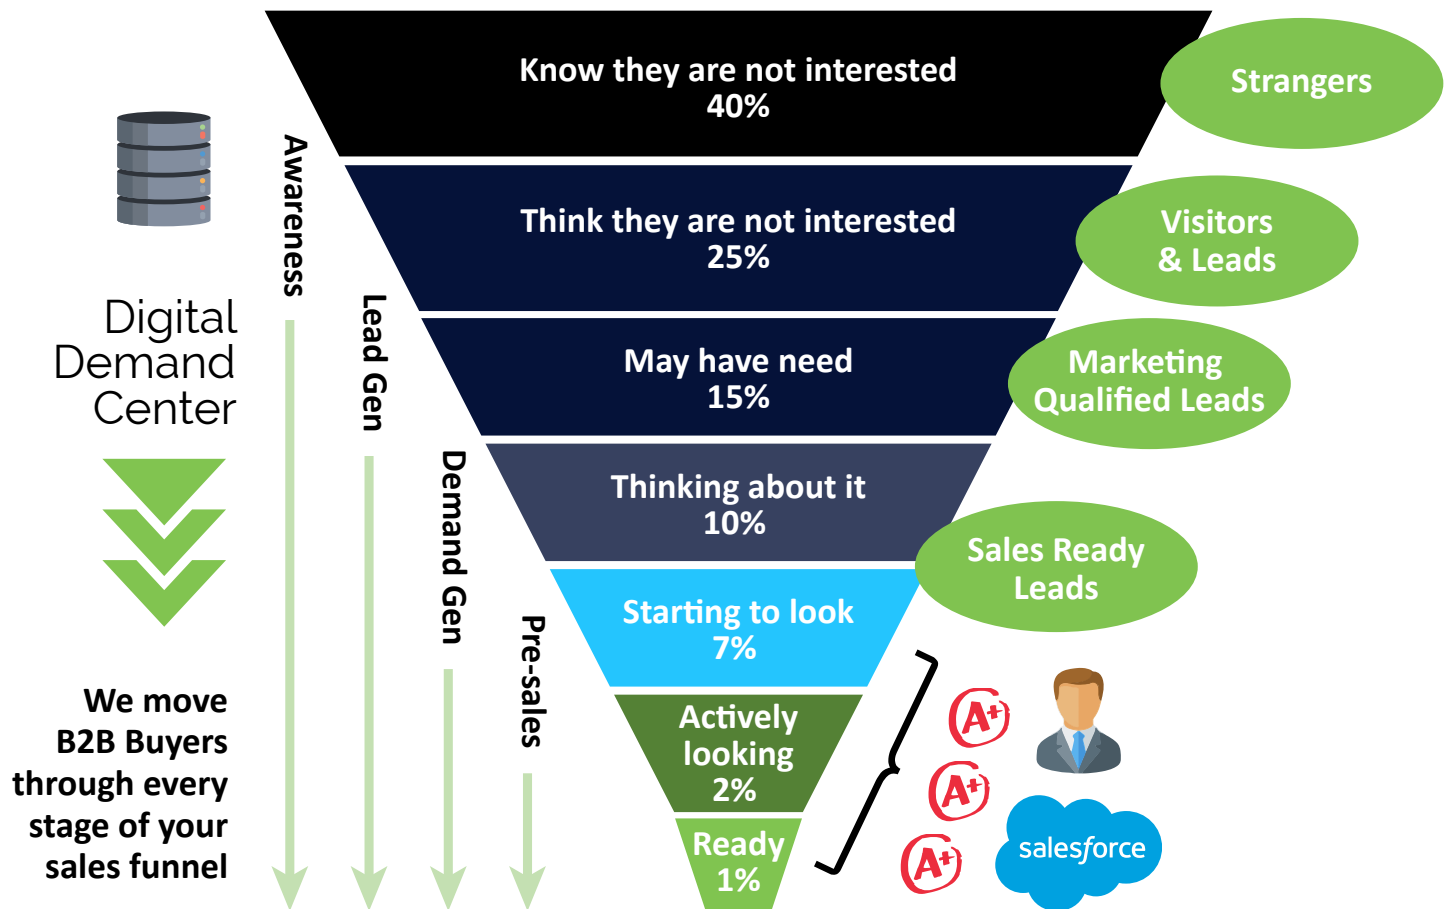 Know they are not interested
40%
Strangers
Think they are not interested
25%
Visitors
& Leads
May have need
15%
Marketing
Qualified Leads
Thinking about it
10%
Sales Ready
Leads
Starting to look
7%
Actively
looking
2%
Ready
1%
Awareness
Lead Gen
Demand Gen
Pre-sales
Digital
Demand
Center
We move
B2B Buyers
through every
stage of your
sales funnel
A+
A+
A+
salesforce